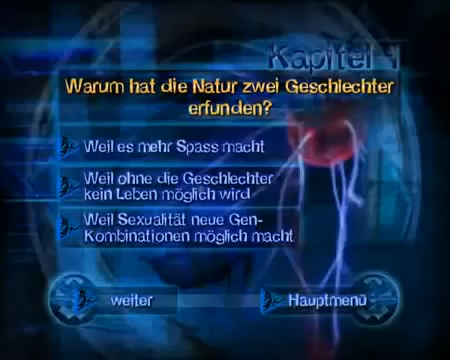 Kapitel 1
Warum hat die Natur zwei Geschlechter
erfunden?
Weil es mehr Spass macht
Weil ohne die Geschlechter
kein Leben möglich wird
Weil Sexualität neue Gen-
Kombinationen möglich macht
weiter
Hauptmenü